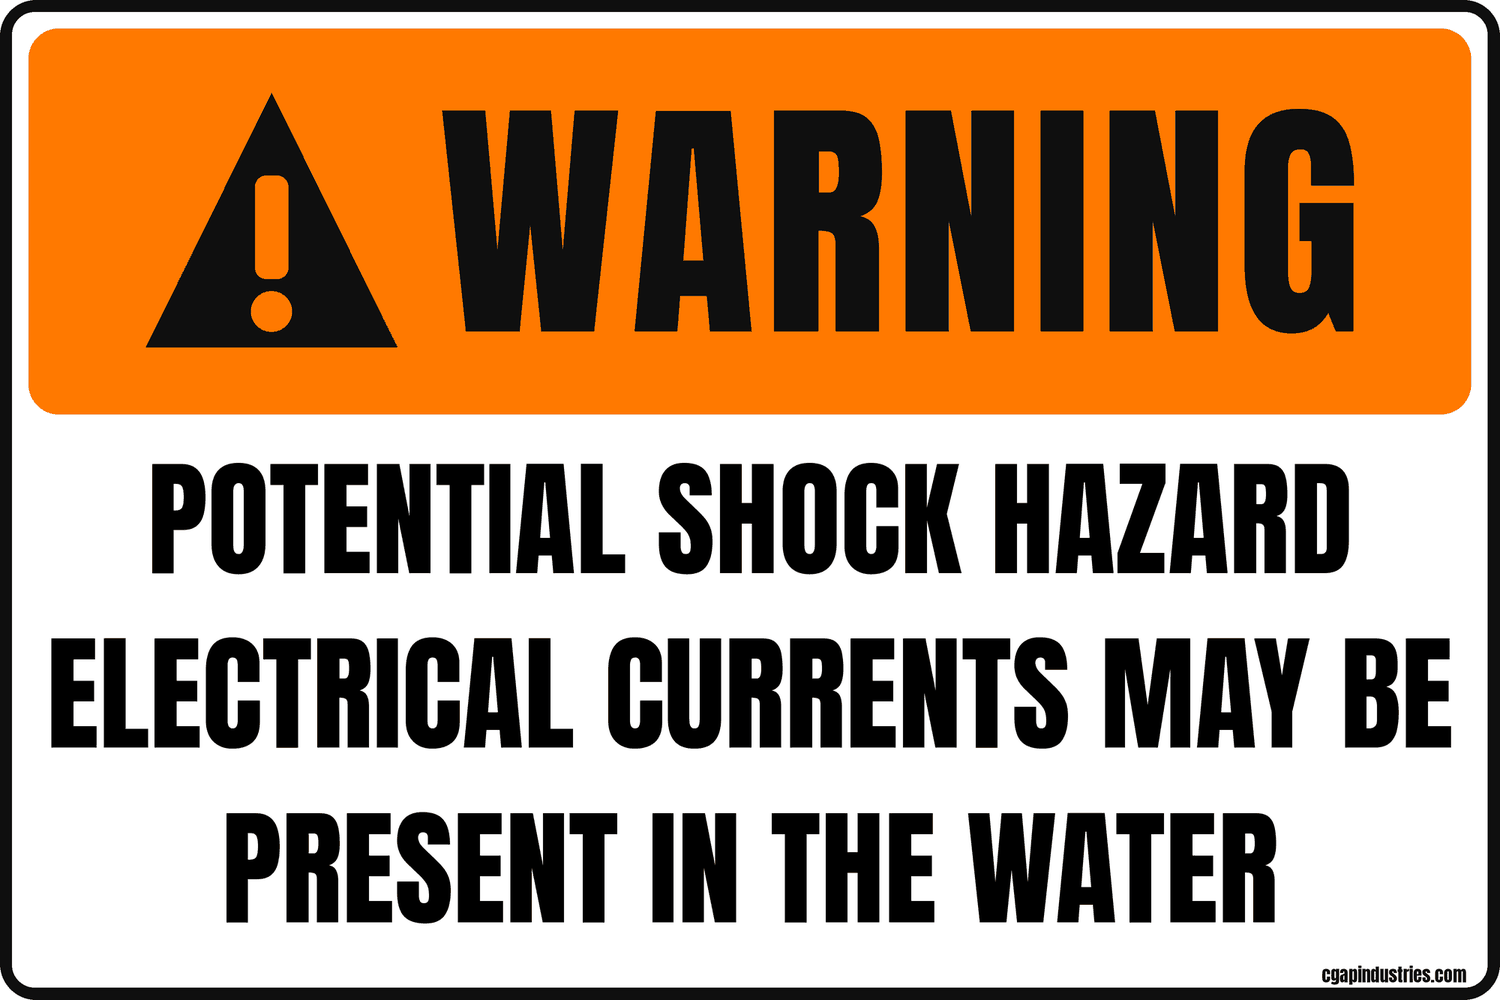 WARNING
POTENTIAL SHOCK HAZARD
ELECTRICAL CURRENTS MAY BE
PRESENT IN THE WATER
cgapindustries.com